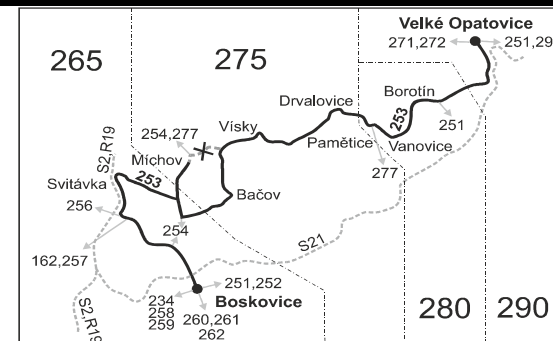 Velké Opatovice
271,272
251,29
265
275
Borotín
Drvalovice
253
251
254,277
Vísky
Pamětice
Vanovice
Míchov
277
S2,R19
253
Svitávka
Bačov
256
254
S21
162,257
251,252
Boskovice
234
258
259
260,261
262
S2,R19
280
290